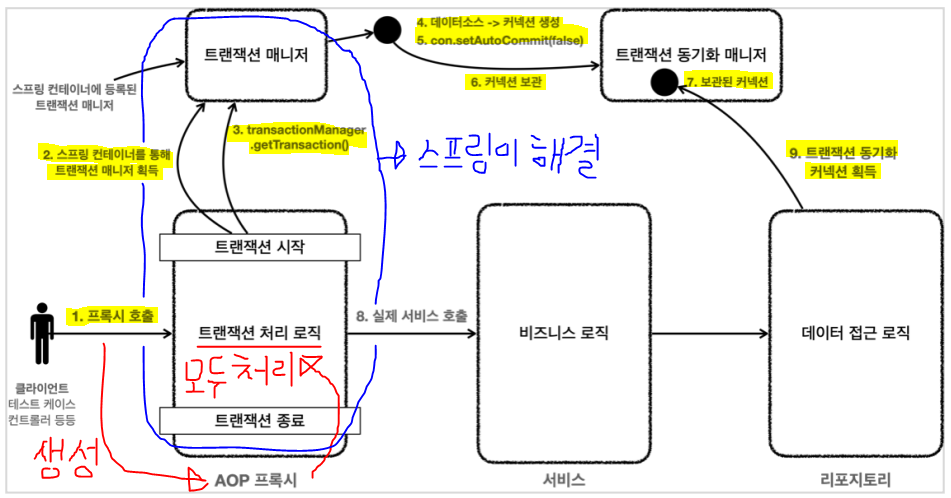 트랜잭션 매니저
4. 데이터소스 -> 커넥션 생성
5. con.setAutoCommit(false)
트랜잭션 동기화 매니저
6. 커넥션 보관
7. 보관된 커넥션
스프링 컨테이너에 등록된
트랜잭션 매니저
2. 스프링 컨테이너를 통해
트랜잭션 매니저 획득
3. transactionManager
.getTransaction()
스프링이 해결
9. 트랜잭션 동기화
커넥션 획득
트랜잭션 시작
1. 프록시 호출
트랜잭션 처리 로직
8. 실제 서비스 호출
비즈니스 로직
데이터 접근 로직
모두처리
클라이언트
테스트 케이스
컨트롤러 등등
트랜잭션 종료
생성
AOP 프록시
서비스
리포지토리